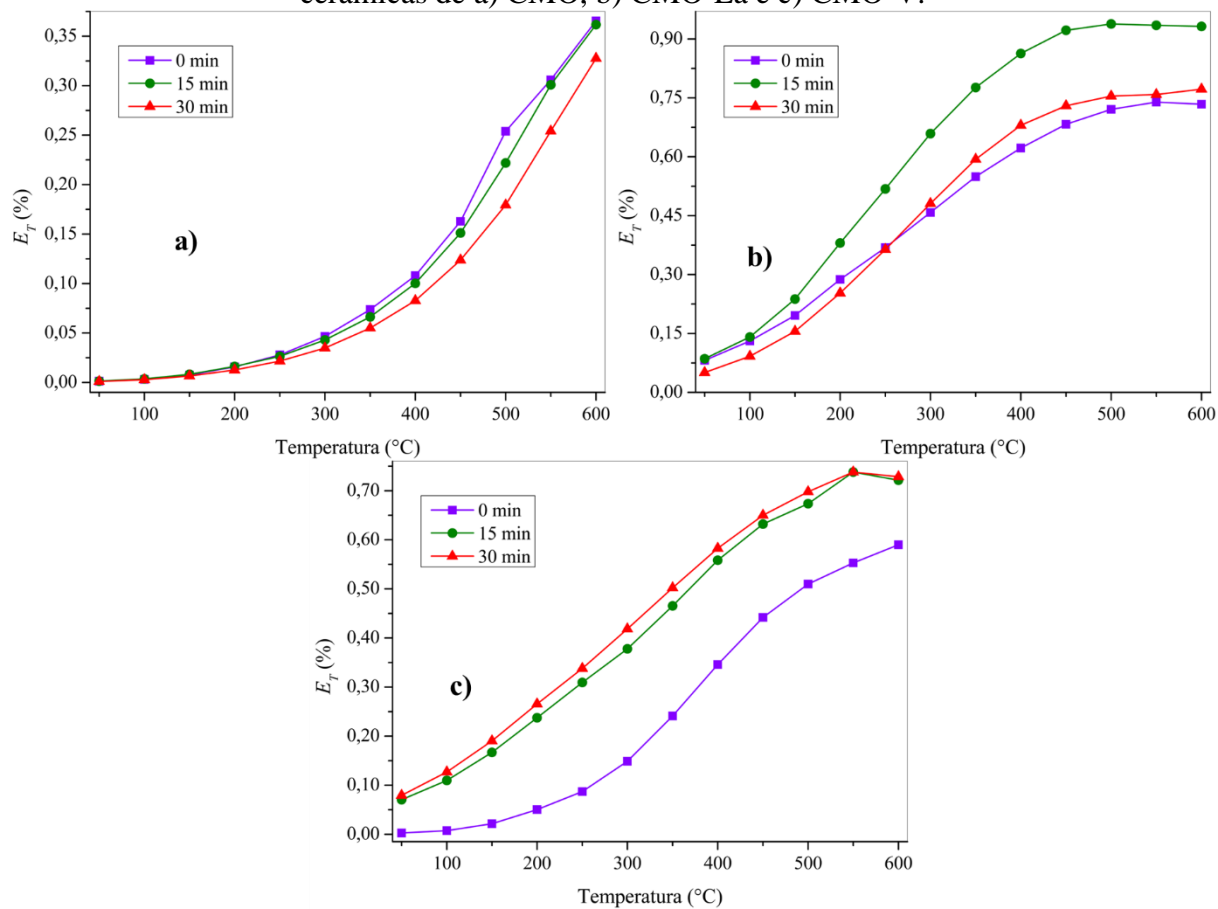 cerâmicas de a) CMO, b) CMO-La e c) CMO-V.
0,35
0,30
0,25
0,20
0,15
0,10
0,05
0,00
E_T (%)
0 min
15 min
30 min
a)
100 200 300 400 500 600
Temperatura (°C)
0,90
0,75
0,60
0,45
0,30
0,15
0,00
E_T (%)
0 min
15 min
30 min
b)
100 200 300 400 500 600
Temperatura (°C)
0,70
0,60
0,50
0,40
0,30
0,20
0,10
0,00
E_T (%)
0 min
15 min
30 min
c)
100 200 300 400 500 600
Temperatura (°C)